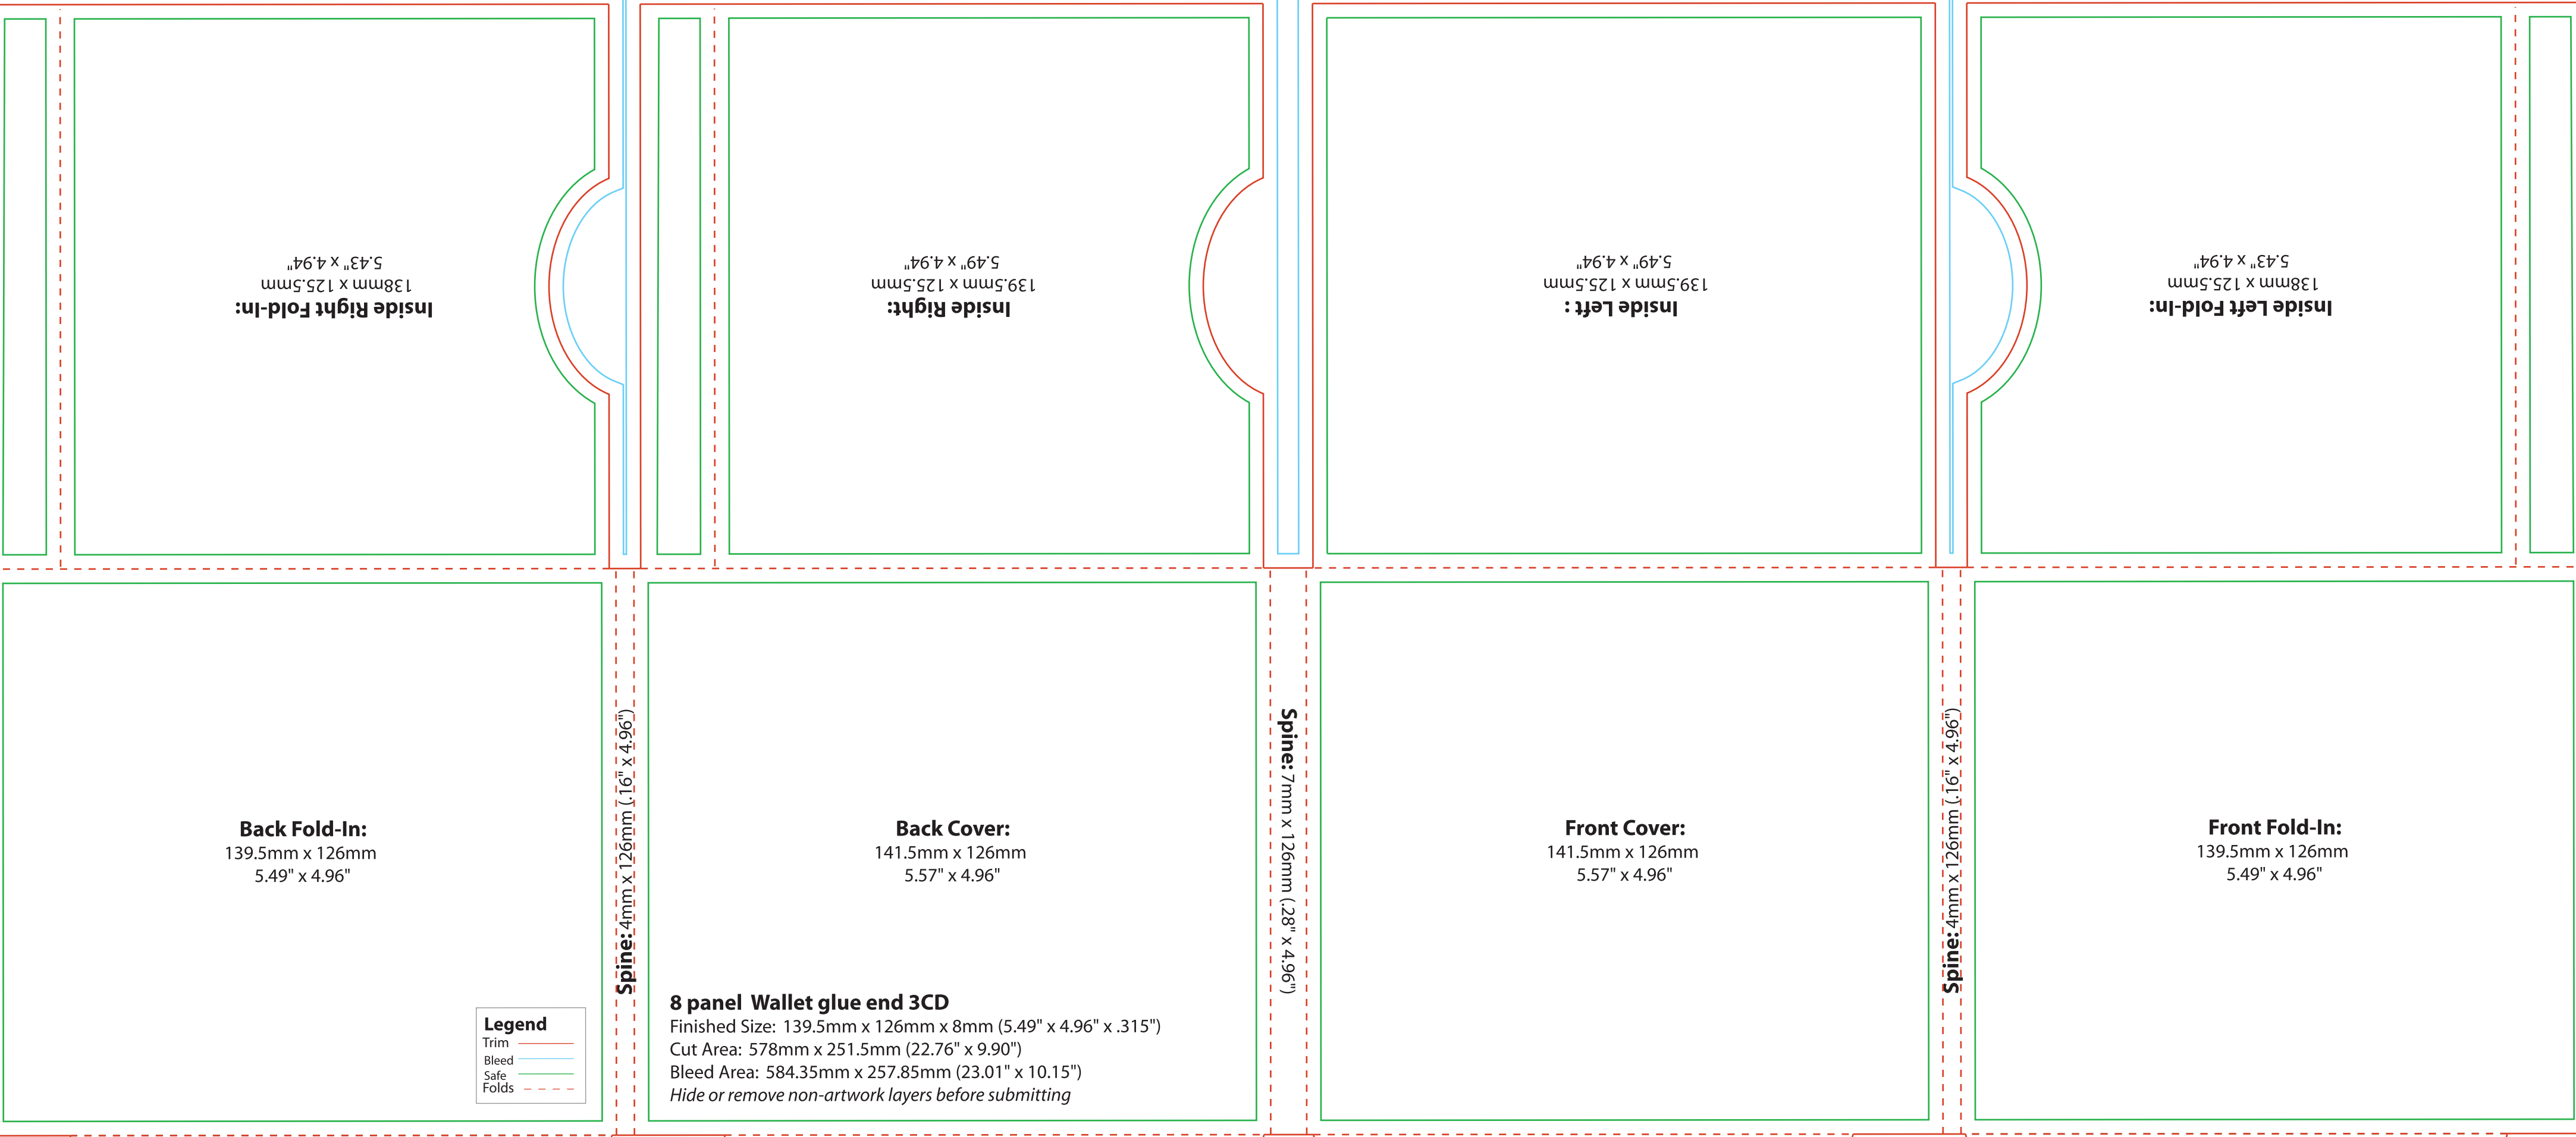 Inside Right Fold-In:
138mm x 125.5mm
5.43" x 4.94"
Inside Right:
139.5mm x 125.5mm
5.49" x 4.94"
Inside Left :
139.5mm x 125.5mm
5.49" x 4.94"
Inside Left Fold-In:
138mm x 125.5mm
5.43" x 4.94"
Back Fold-In:
139.5mm x 126mm
5.49" x 4.96"
Spine: 4mm x 126mm (.16" x 4.96")
Back Cover:
141.5mm x 126mm
5.57" x 4.96"
Spine: 7mm x 126mm (.28" x 4.96")
Front Cover:
141.5mm x 126mm
5.57" x 4.96"
Spine: 4mm x 126mm (.16" x 4.96")
Front Fold-In:
139.5mm x 126mm
5.49" x 4.96"
Legend
Trim
Bleed
Safe
Folds
8 panel Wallet glue end 3CD
Finished Size: 139.5mm x 126mm x 8mm (5.49" x 4.96" x .315")
Cut Area: 578mm x 251.5mm (22.76" x 9.90")
Bleed Area: 584.35mm x 257.85mm (23.01" x 10.15")
Hide or remove non-artwork layers before submitting